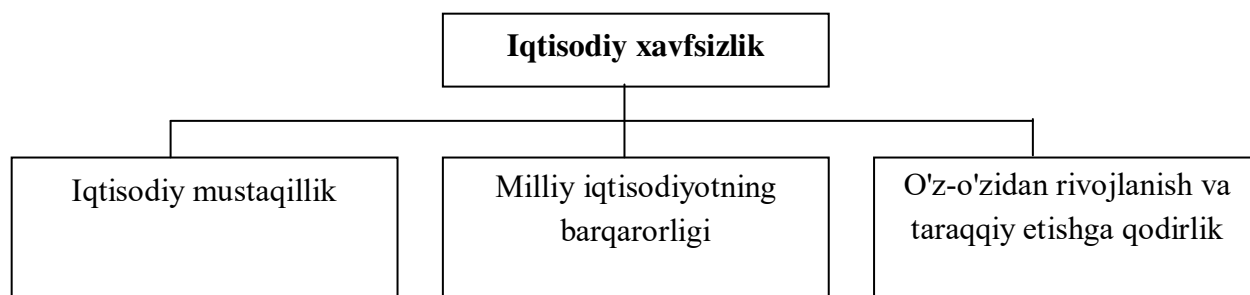 Iqtisodiy xavfsizlik
Iqtisodiy mustaqillik
Milliy iqtisodiyotning
barqarorligi
O'z-o'zidan rivojlanish va
taraqqiy etishga qodirlik